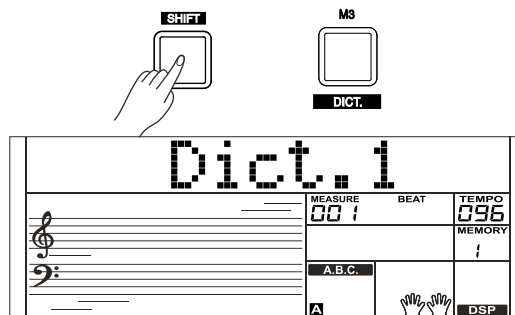 SHIFT
M3
DICT.
Dict.1
MEASURE BEAT TEMPO
001 096
MEMORY
1
A.B.C.
A
DSP